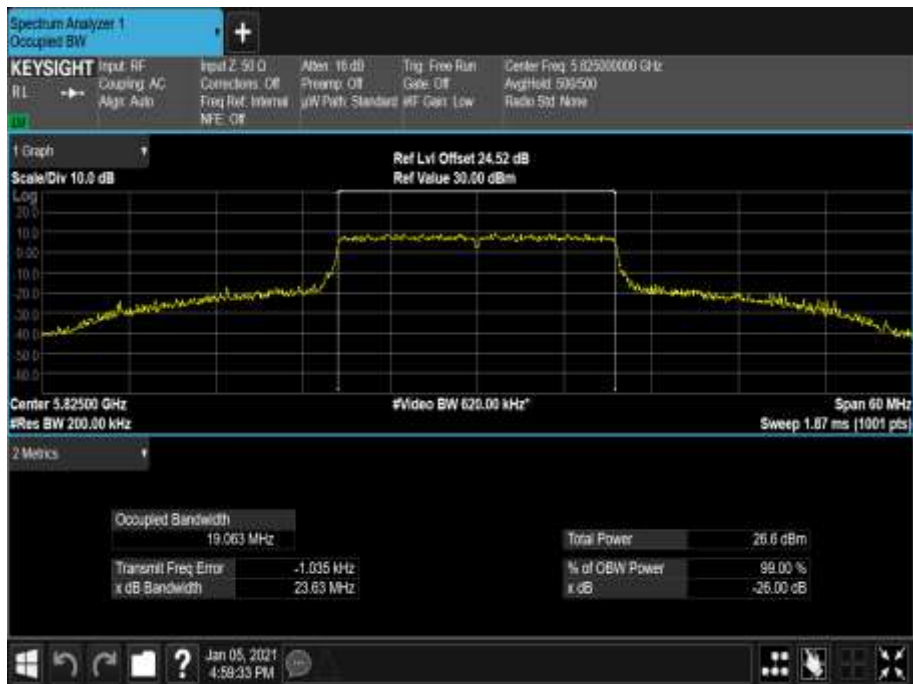 Spectrum Analyzer 1
Occupied BW
+
KEYSIGHT
RL
Input: RF
Coupling: AC
Align: Auto
Input Z: 50 Ω
Corrections: Off
Freq Ref: Internal
NFE: Off
Atten: 16 dB
Preamp: Off
µW Path: Standard
Trig: Free Run
Gate: Off
#IF Gain: Low
Center Freq: 5.825000000 GHz
Avg|Hold: 500/500
Radio Std: None
1 Graph
Scale/Div 10.0 dB
Ref Lvl Offset 24.52 dB
Ref Value 30.00 dBm
Log
20.0
10.0
0.00
-10.0
-20.0
-30.0
-40.0
-50.0
-60.0
Center 5.82500 GHz
#Res BW 200.00 kHz
#Video BW 620.00 kHz*
Span 60 MHz
Sweep 1.87 ms (1001 pts)
2 Metrics
Occupied Bandwidth
19.063 MHz
Transmit Freq Error -1.035 kHz
x dB Bandwidth 23.63 MHz
Total Power 26.6 dBm
% of OBW Power 99.00 %
x dB -26.00 dB
?
Jan 05, 2021
4:59:33 PM